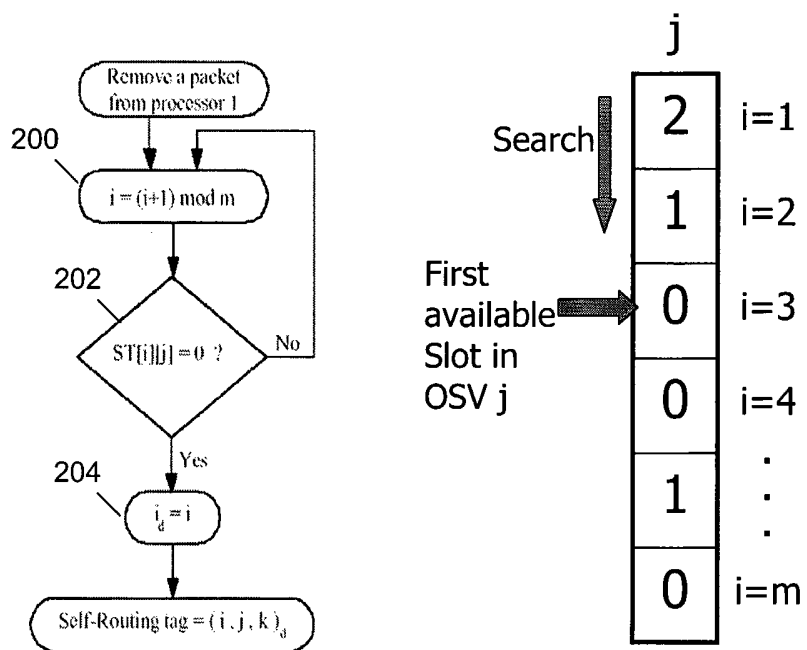 Remove a packet
from processor 1
200
i = (i+1) mod m
202
ST[i][j] = 0 ?
No
Yes
204
i_d = i
Self-Routing tag = ( i , j , k )_d
j
Search
2
i=1
1
i=2
First
available
Slot in
OSV j
0
i=3
0
i=4
1
.
.
.
0
i=m